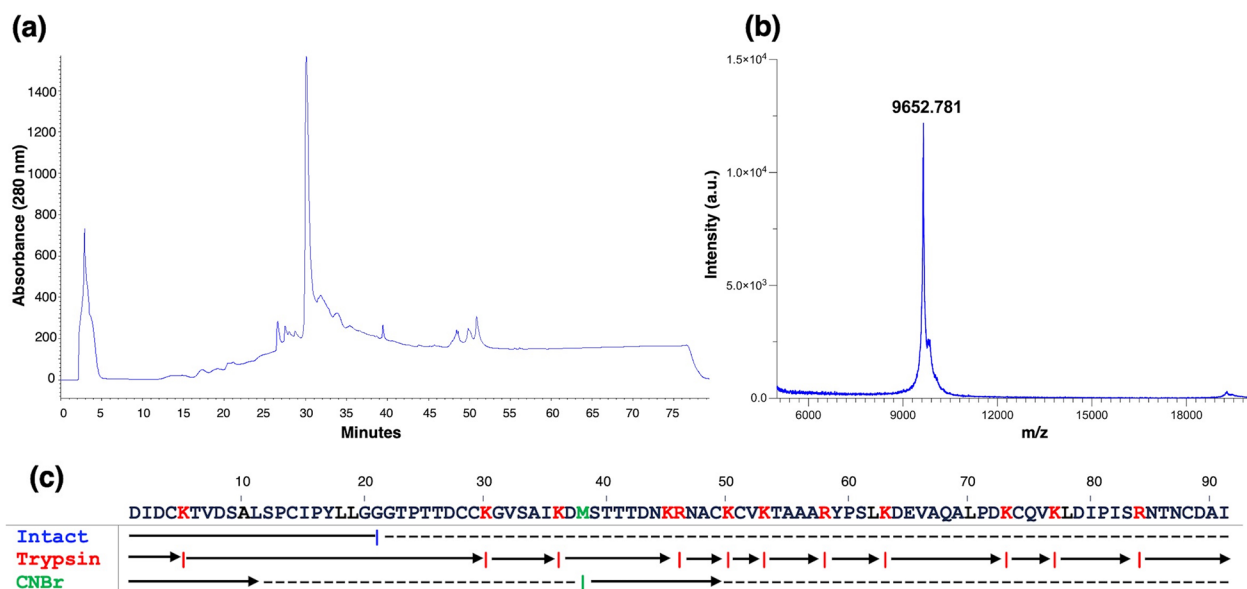 (a)
Absorbance (280 nm)
1400
1200
1000
800
600
400
200
0
0 5 10 15 20 25 30 35 40 45 50 55 60 65 70 75
Minutes
(b)
Intensity (a.u.)
1.5×10⁴
1.0×10⁴
5.0×10³
0.0
9652.781
6000 9000 12000 15000 18000
m/z
(c)
10 20 30 40 50 60 70 80 90
DIDCKTVDSALSPCIPYLLGGGTPTTDCCKGVSAIKDMSTTTDNKRNACKCVKTAAARYPSLKDEVAQALPDKCQVKLDIPISRNTNCDAI
Intact
Trypsin
CNBr